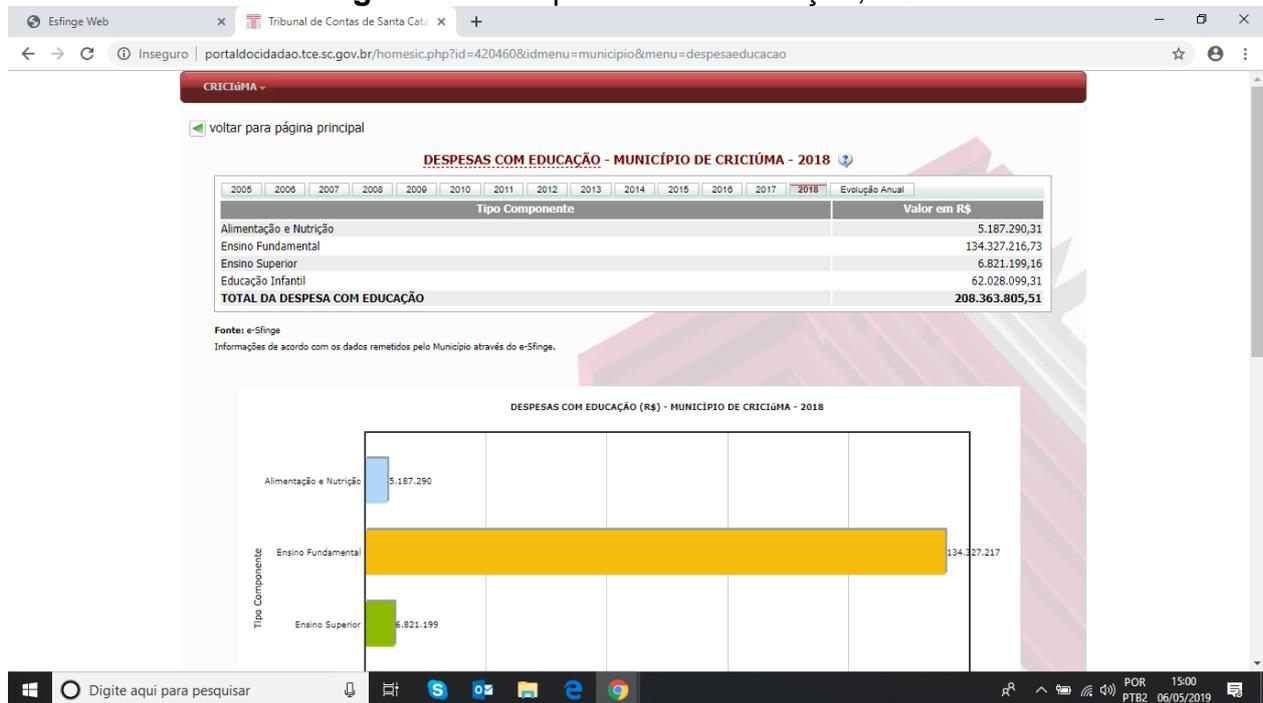 Esfinge Web
Tribunal de Contas de Santa Cata
Inseguro | portaldocidadao.tce.sc.gov.br/homesic.php?id=420460&idmenu=municipio&menu=despesaeducacao
CRICIúMA
voltar para página principal
DESPESAS COM EDUCAÇÃO - MUNICÍPIO DE CRICIÚMA - 2018
2005 2006 2007 2008 2009 2010 2011 2012 2013 2014 2015 2016 2017 2018 Evolução Anual
Tipo Componente Valor em R$
Alimentação e Nutrição 5.187.290,31
Ensino Fundamental 134.327.216,73
Ensino Superior 6.821.199,16
Educação Infantil 62.028.099,31
TOTAL DA DESPESA COM EDUCAÇÃO 208.363.805,51
Fonte: e-Sfinge
Informações de acordo com os dados remetidos pelo Município através do e-Sfinge.
DESPESAS COM EDUCAÇÃO (R$) - MUNICÍPIO DE CRICIúMA - 2018
Alimentação e Nutrição 5.187.290
Ensino Fundamental 134.327.217
Tipo Componente
Ensino Superior 6.821.199
Digite aqui para pesquisar
POR 15:00
PTB2 06/05/2019